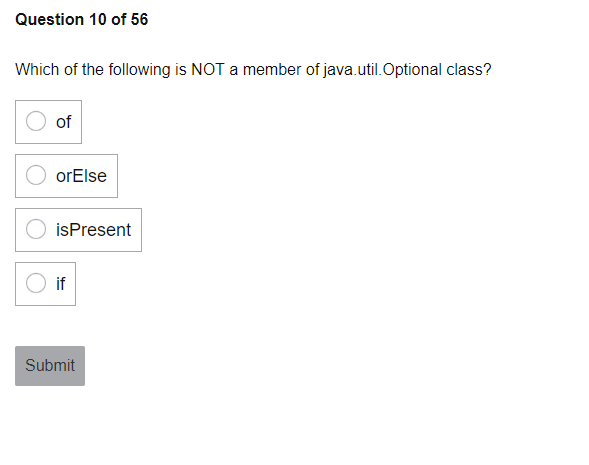 Question 10 of 56
Which of the following is NOT a member of java.util.Optional class?
of
orElse
isPresent
if
Submit